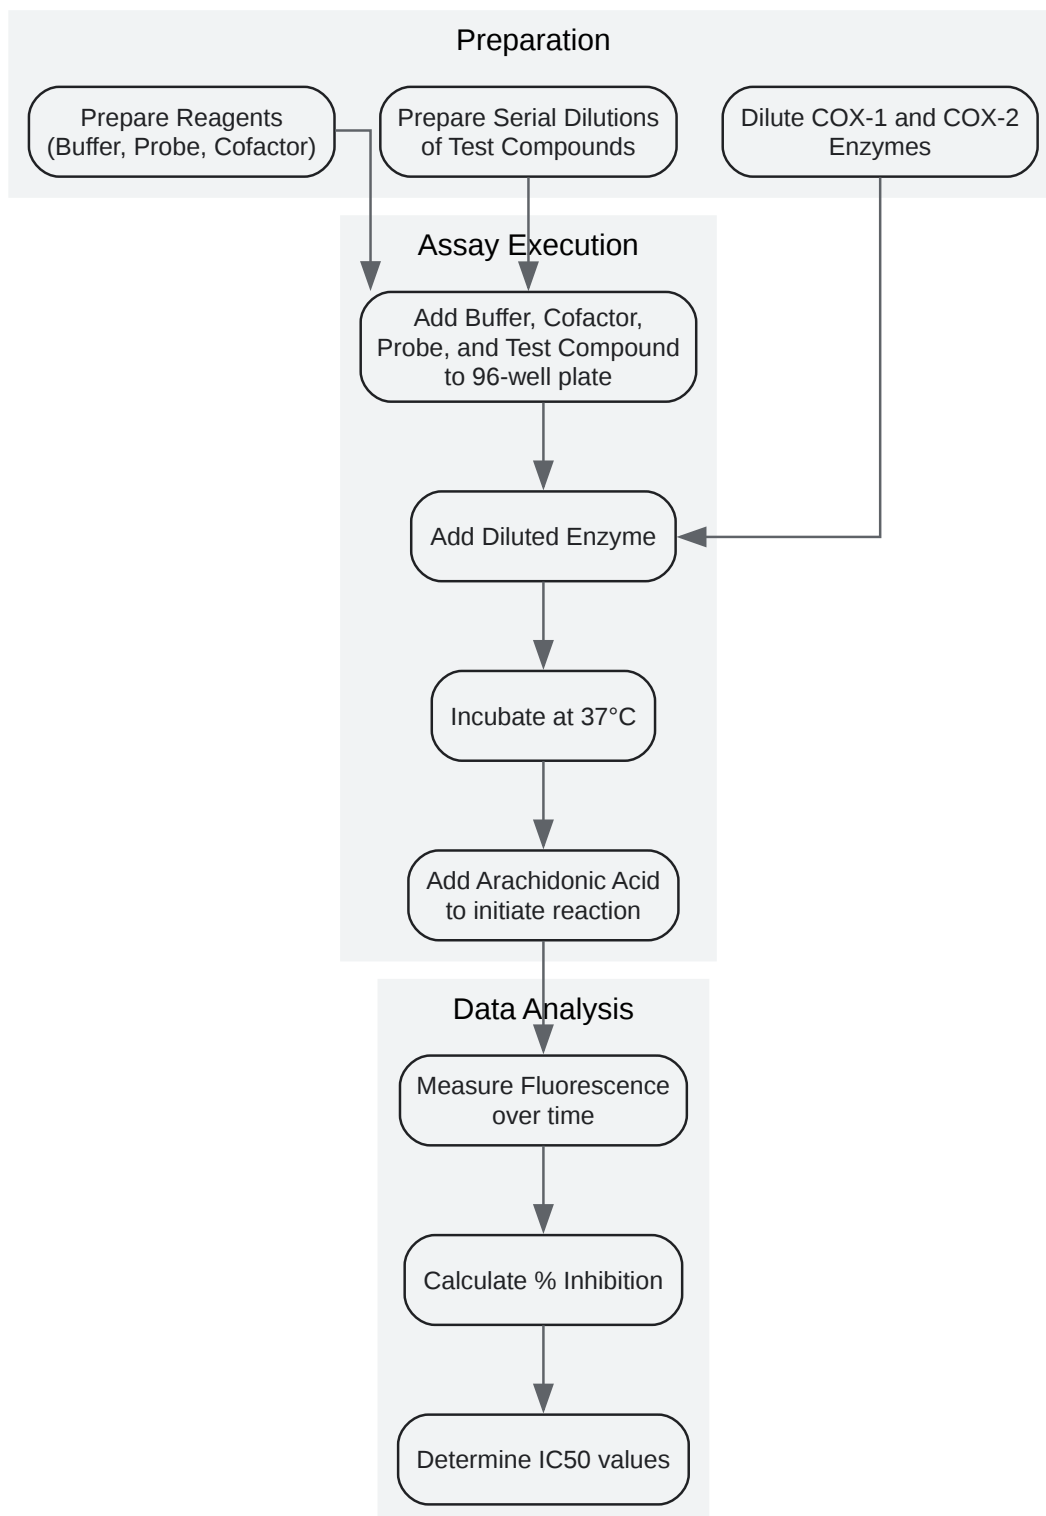 Preparation
Prepare Reagents
(Buffer, Probe, Cofactor)
Prepare Serial Dilutions
of Test Compounds
Dilute COX-1 and COX-2
Enzymes
Assay Execution
Add Buffer, Cofactor,
Probe, and Test Compound
to 96-well plate
Add Diluted Enzyme
Incubate at 37°C
Add Arachidonic Acid
to initiate reaction
Data Analysis
Measure Fluorescence
over time
Calculate % Inhibition
Determine IC50 values